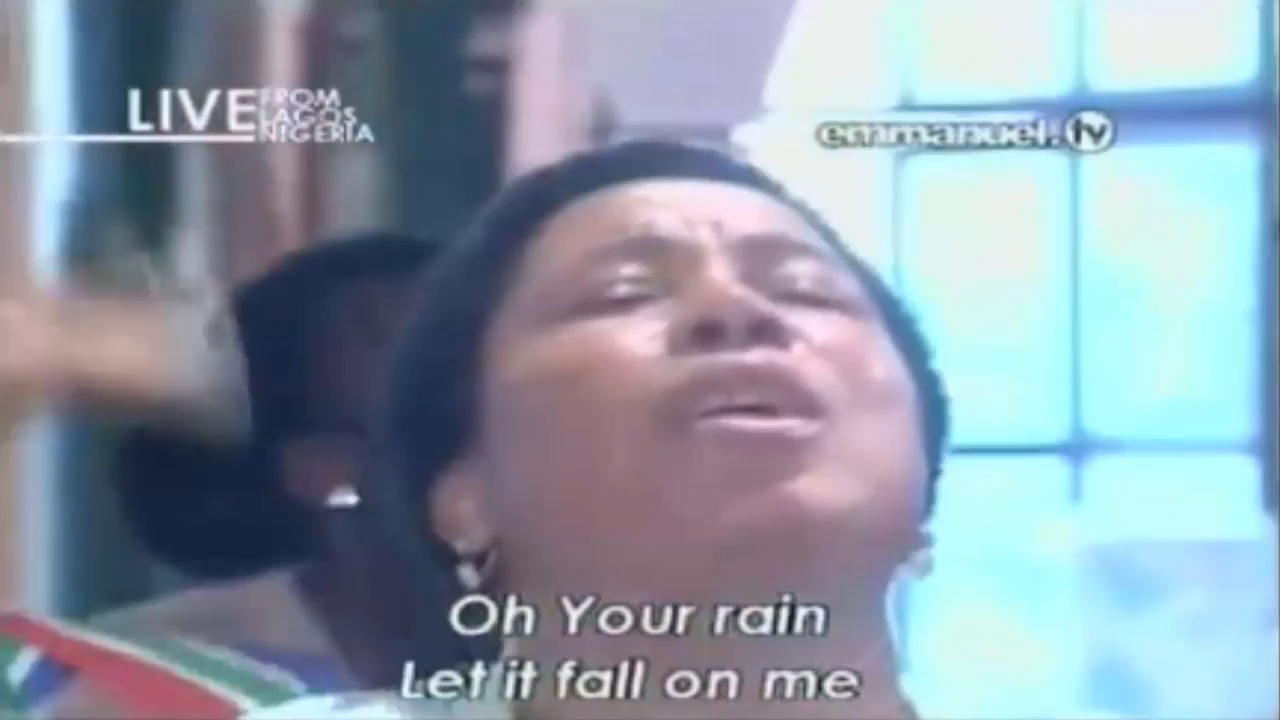 LIVE FROM
LAGOS
NIGERIA
emmanuel.tv
Oh Your rain
Let it fall on me